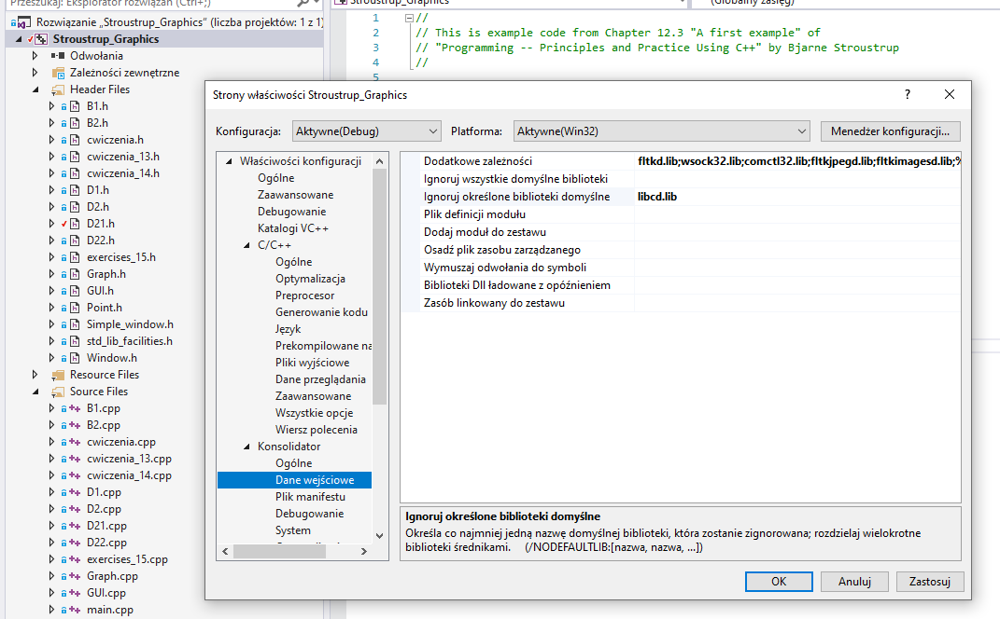 Przeszukaj: Eksplorator rozwiązań (Ctrl+;)
Rozwiązanie „Stroustrup_Graphics” (liczba projektów: 1 z 1)
Stroustrup_Graphics
Odwołania
Zależności zewnętrzne
Header Files
B1.h
B2.h
cwiczenia.h
cwiczenia_13.h
cwiczenia_14.h
D1.h
D2.h
D21.h
D22.h
exercises_15.h
Graph.h
GUI.h
Point.h
Simple_window.h
std_lib_facilities.h
Window.h
Resource Files
Source Files
B1.cpp
B2.cpp
cwiczenia.cpp
cwiczenia_13.cpp
cwiczenia_14.cpp
D1.cpp
D2.cpp
D21.cpp
D22.cpp
exercises_15.cpp
Graph.cpp
GUI.cpp
main.cpp
Stroustrup_Graphics
(Globalny zasięg)
1 //
2 // This is example code from Chapter 12.3 "A first example" of
3 // "Programming -- Principles and Practice Using C++" by Bjarne Stroustrup
4 //
5
Strony właściwości Stroustrup_Graphics
?
Konfiguracja: Aktywne(Debug) Platforma: Aktywne(Win32) Menedżer konfiguracji...
Właściwości konfiguracji
Ogólne
Zaawansowane
Debugowanie
Katalogi VC++
C/C++
Ogólne
Optymalizacja
Preprocesor
Generowanie kodu
Język
Prekompilowane na
Pliki wyjściowe
Dane przeglądania
Zaawansowane
Wszystkie opcje
Wiersz polecenia
Konsolidator
Ogólne
Dane wejściowe
Plik manifestu
Debugowanie
System
Dodatkowe zależności fltkd.lib;wsock32.lib;comctl32.lib;fltkjpegd.lib;fltkimagesd.lib;%
Ignoruj wszystkie domyślne biblioteki
Ignoruj określone biblioteki domyślne libcd.lib
Plik definicji modułu
Dodaj moduł do zestawu
Osadź plik zasobu zarządzanego
Wymuszaj odwołania do symboli
Biblioteki Dll ładowane z opóźnieniem
Zasób linkowany do zestawu
Ignoruj określone biblioteki domyślne
Określa co najmniej jedną nazwę domyślnej biblioteki, która zostanie zignorowana; rozdzielaj wielokrotne
biblioteki średnikami. (/NODEFAULTLIB:[nazwa, nazwa, ...])
OK Anuluj Zastosuj